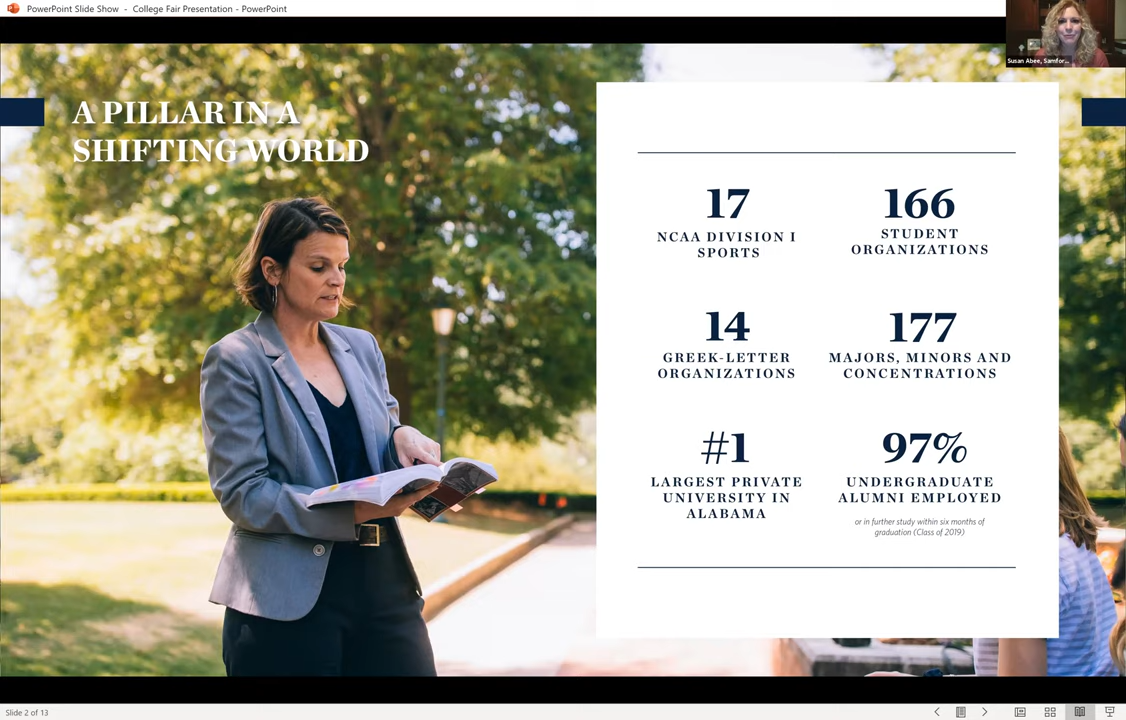 PowerPoint Slide Show - College Fair Presentation - PowerPoint
Susan Abee, Samfor...
A PILLAR IN A
SHIFTING WORLD
17
NCAA DIVISION I
SPORTS
166
STUDENT
ORGANIZATIONS
14
GREEK-LETTER
ORGANIZATIONS
177
MAJORS, MINORS AND
CONCENTRATIONS
#1
LARGEST PRIVATE
UNIVERSITY IN
ALABAMA
97%
UNDERGRADUATE
ALUMNI EMPLOYED
or in further study within six months of
graduation (Class of 2019)
Slide 2 of 13